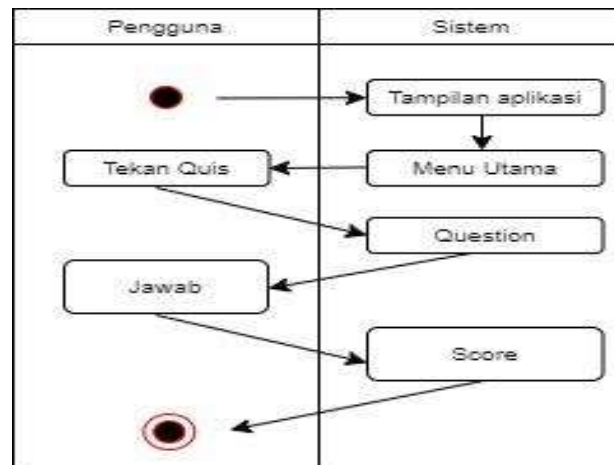 Pengguna
Sistem
Tampilan aplikasi
Tekan Quis
Menu Utama
Question
Jawab
Score